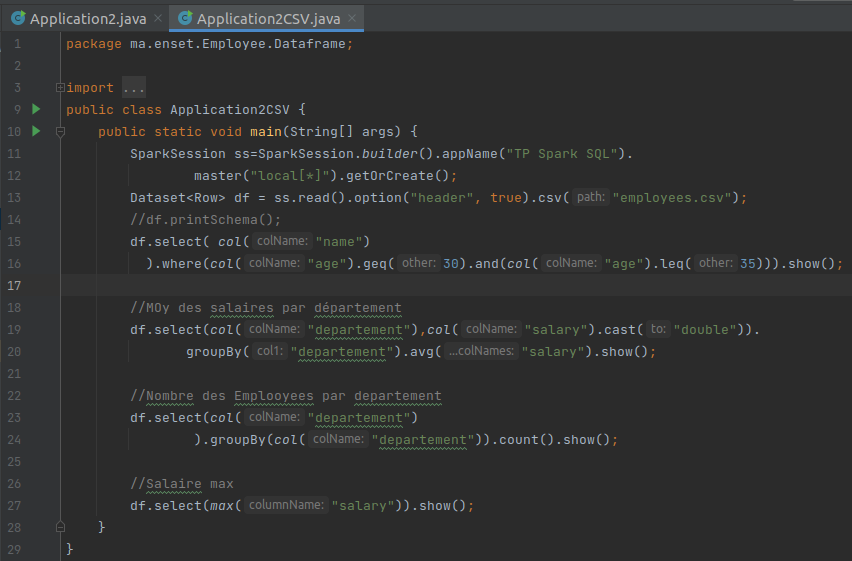 Application2.java × Application2CSV.java ×
1 package ma.enset.Employee.Dataframe;
2
3 import ...
9 public class Application2CSV {
10 public static void main(String[] args) {
11 SparkSession ss=SparkSession.builder().appName("TP Spark SQL").
12 master("local[*]").getOrCreate();
13 Dataset<Row> df = ss.read().option("header", true).csv( path: "employees.csv");
14 //df.printSchema();
15 df.select( col( colName: "name")
16 ).where(col( colName: "age").geq( other: 30).and(col( colName: "age").leq( other: 35))).show();
17
18 //MOy des salaires par département
19 df.select(col( colName: "departement"),col( colName: "salary").cast( to: "double")).
20 groupBy( col1: "departement").avg( ...colNames: "salary").show();
21
22 //Nombre des Emplooyees par departement
23 df.select(col( colName: "departement")
24 ).groupBy(col( colName: "departement")).count().show();
25
26 //Salaire max
27 df.select(max( columnName: "salary")).show();
28 }
29 }